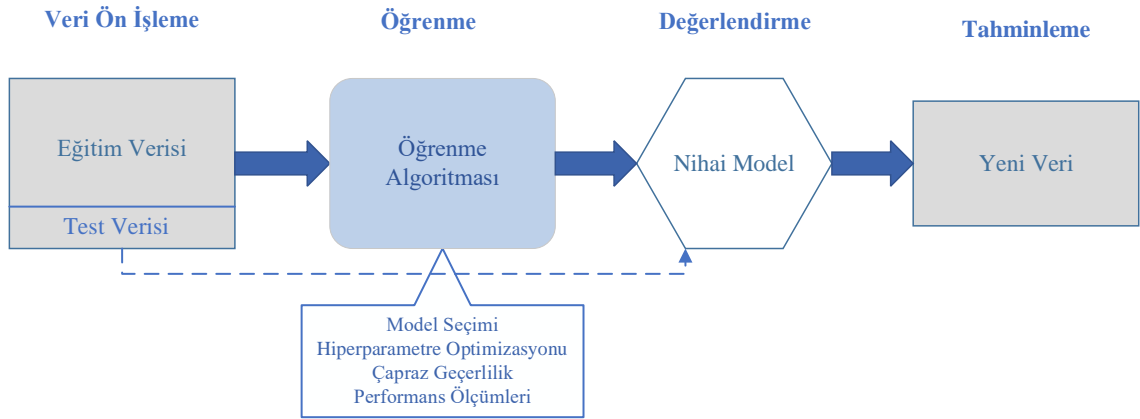 Veri Ön İşleme
Öğrenme
Değerlendirme
Tahminleme
Eğitim Verisi
Test Verisi
Öğrenme
Algoritması
Nihai Model
Yeni Veri
Model Seçimi
Hiperparametre Optimizasyonu
Çapraz Geçerlilik
Performans Ölçümleri